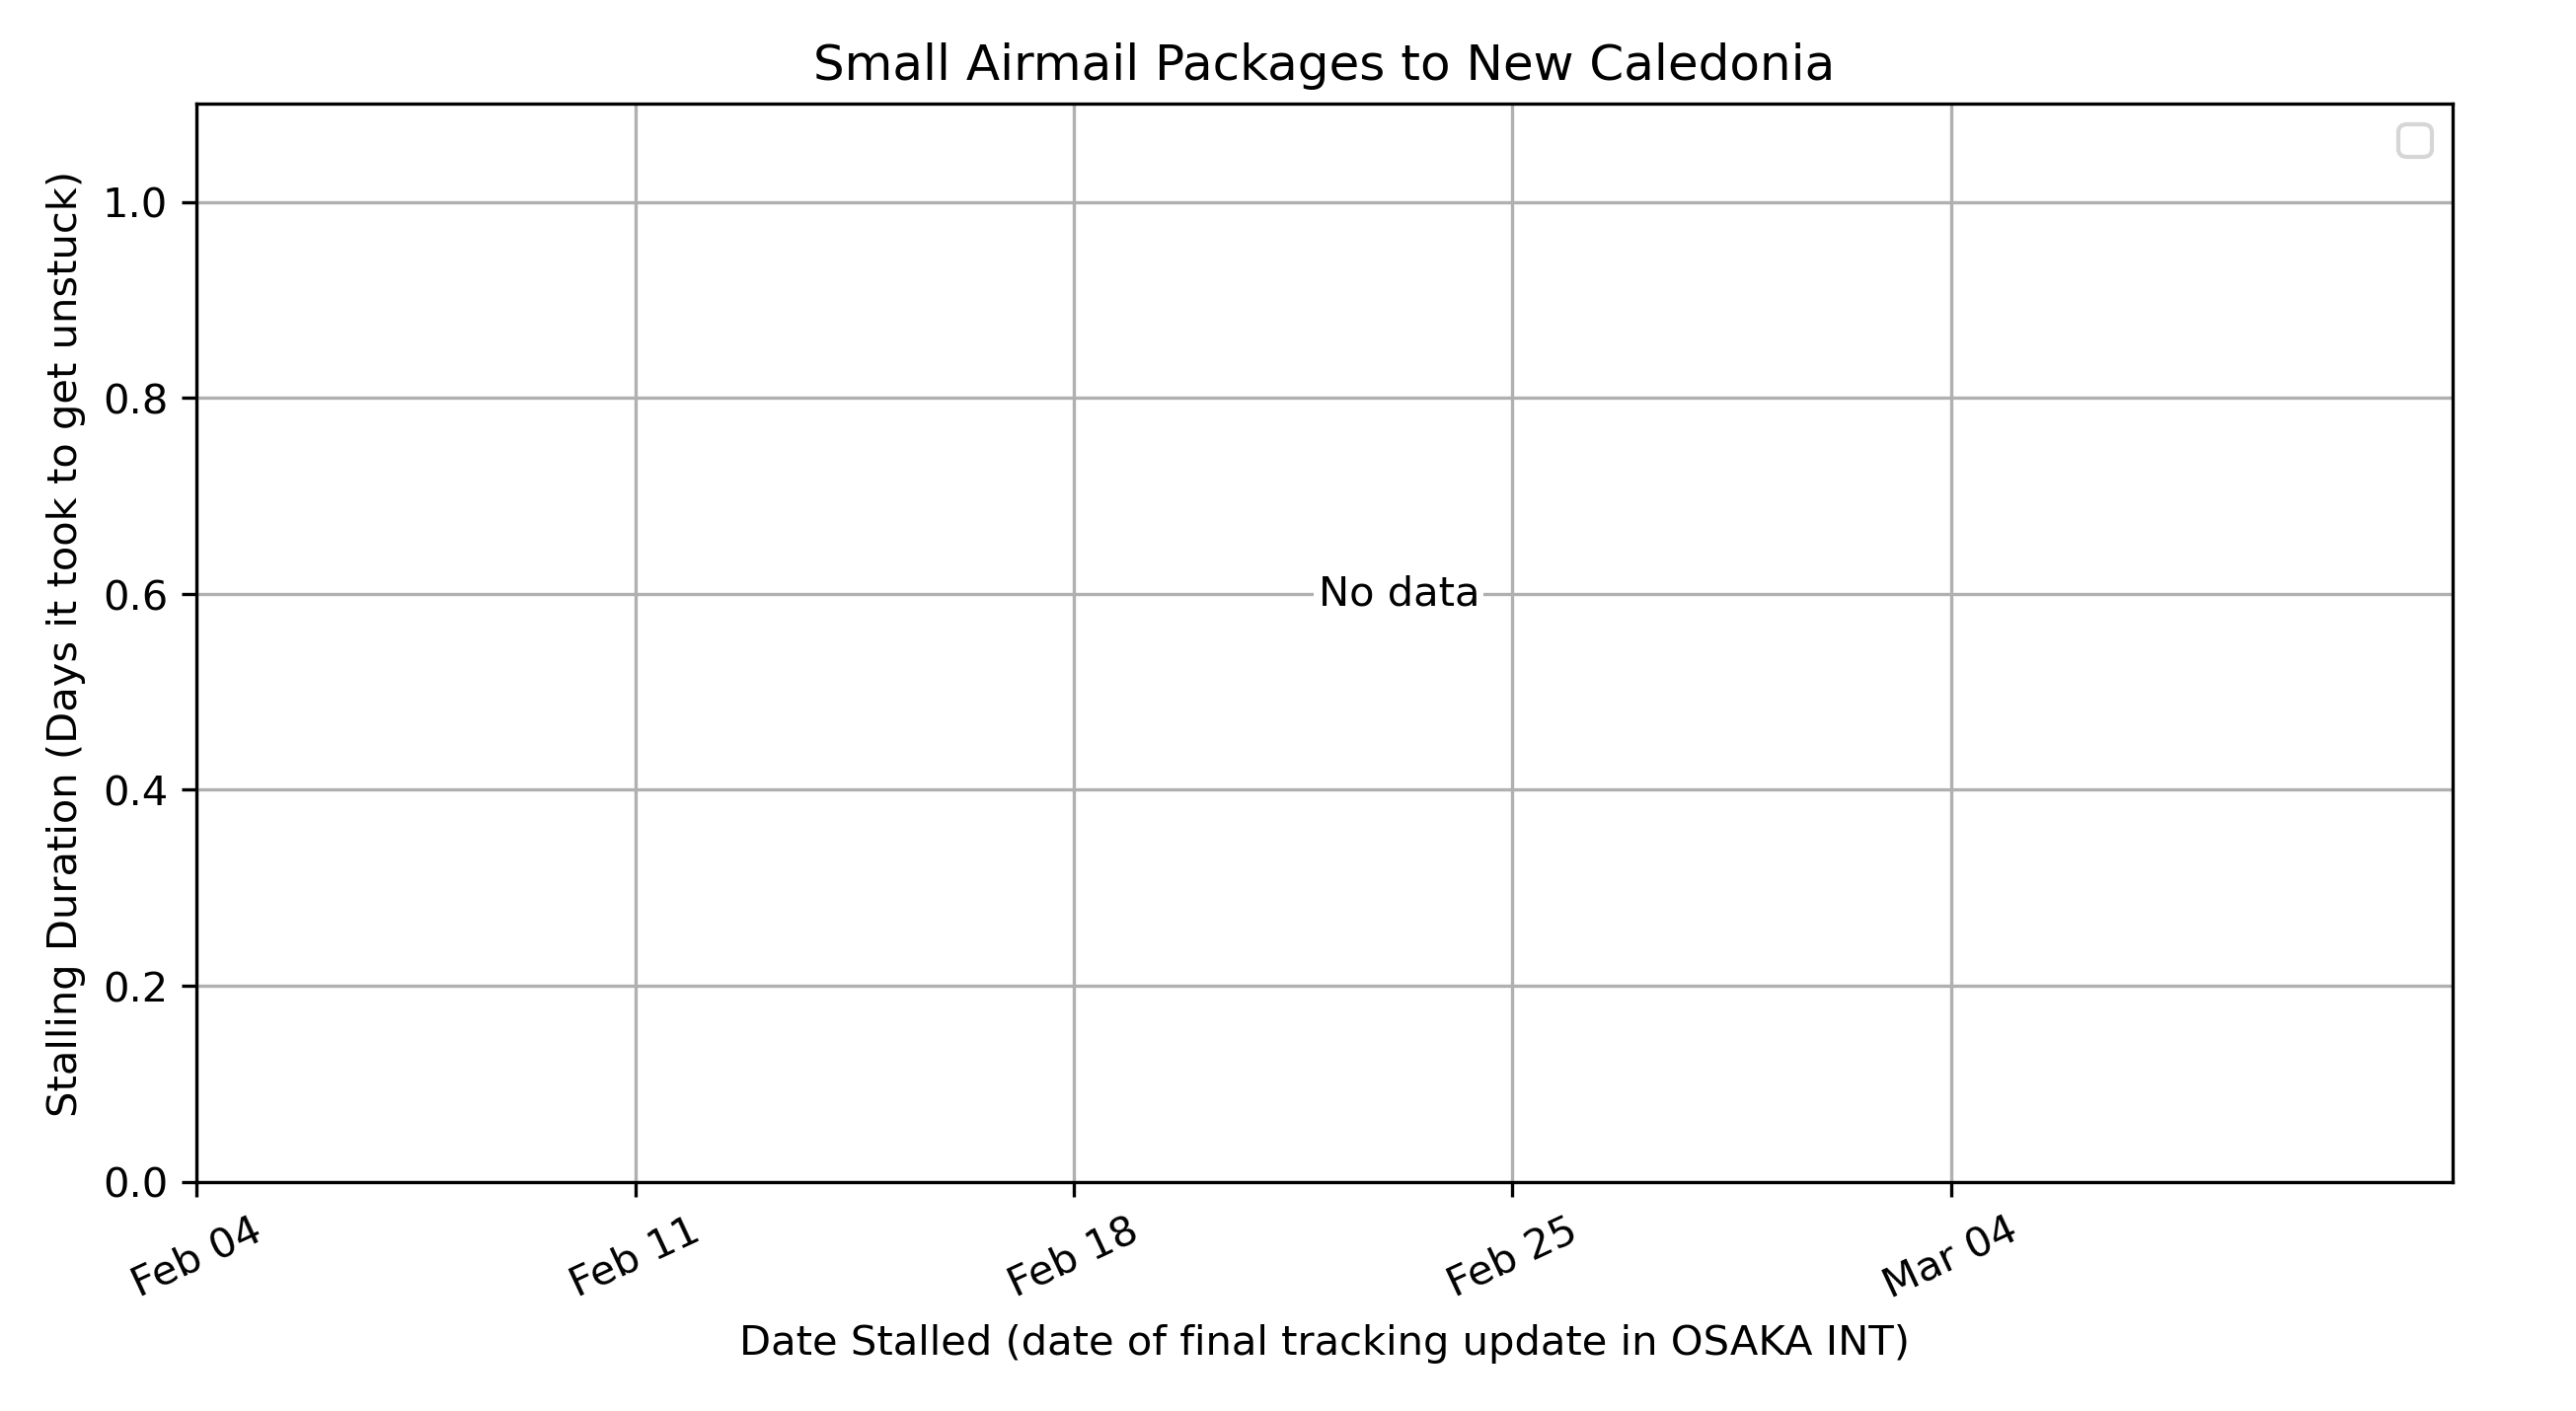 Small Airmail Packages to New Caledonia
Stalling Duration (Days it took to get unstuck)
1.0
0.8
0.6
0.4
0.2
0.0
No data
Feb 04
Feb 11
Feb 18
Feb 25
Mar 04
Date Stalled (date of final tracking update in OSAKA INT)